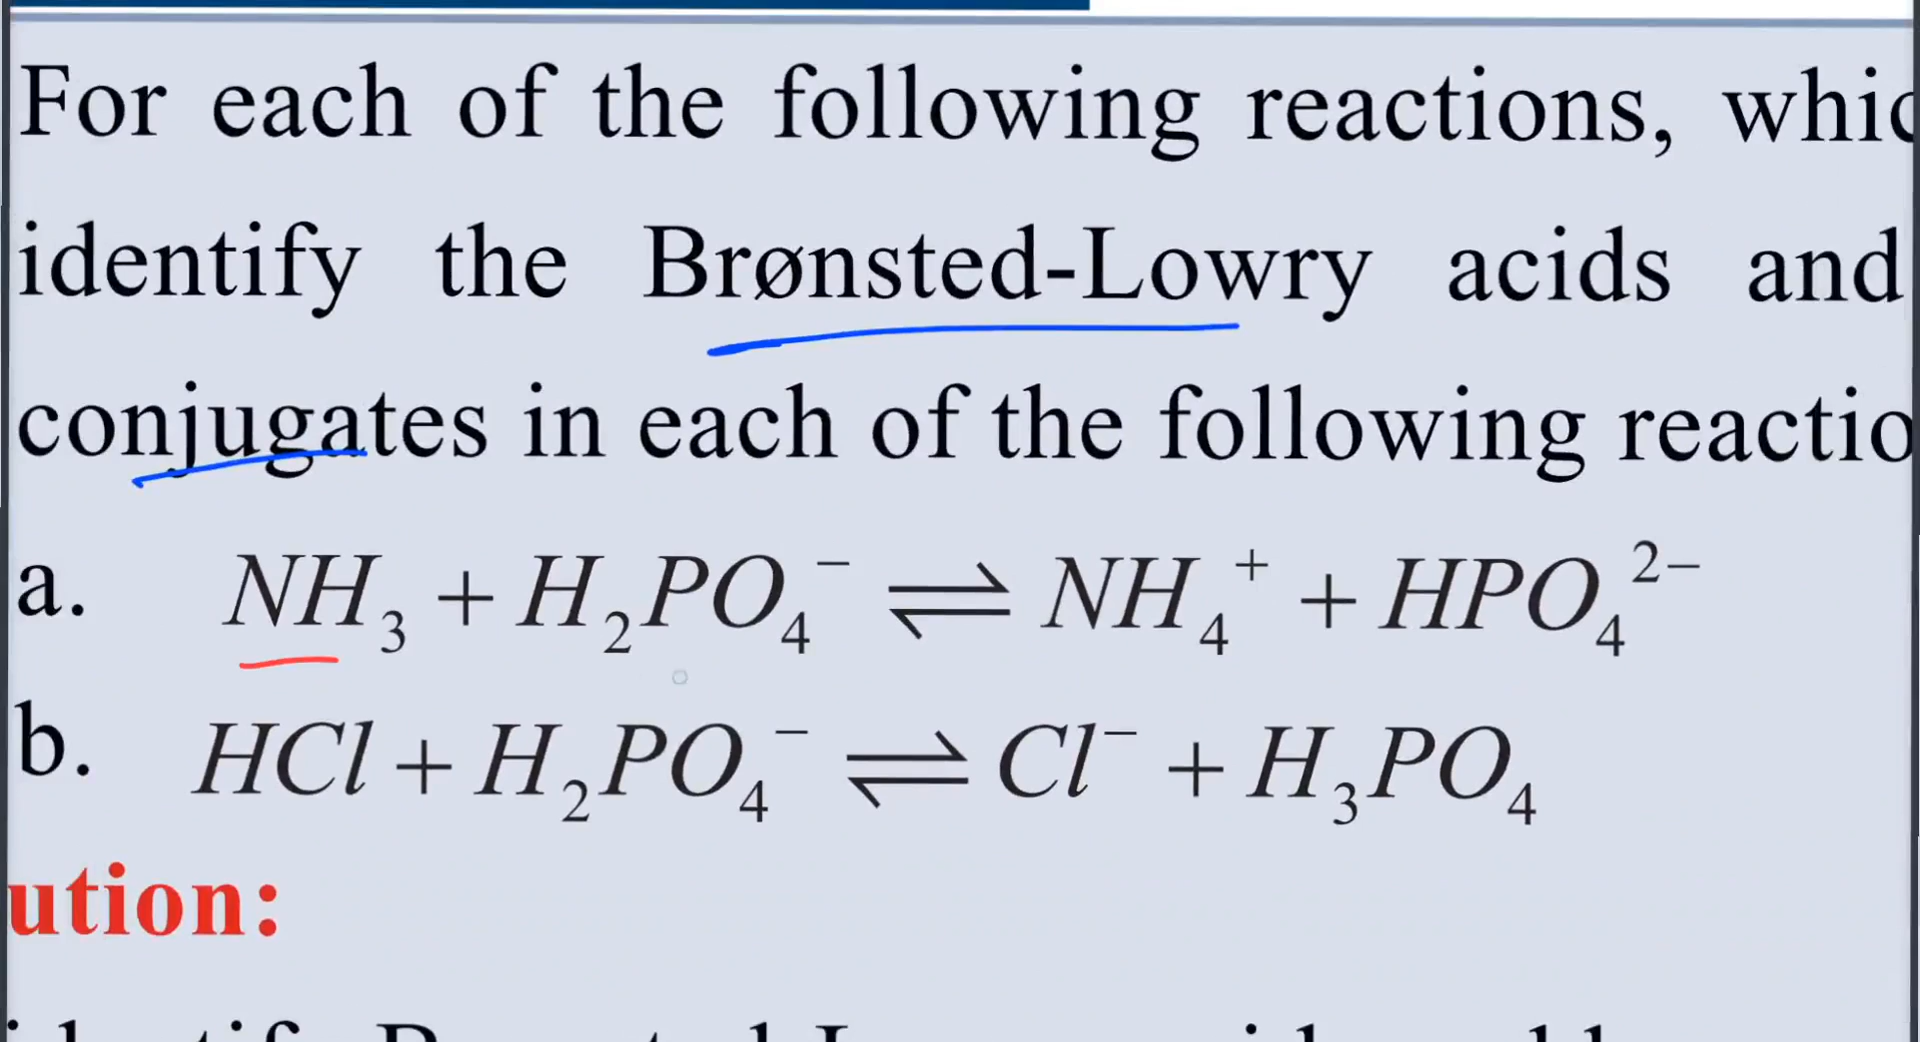 For each of the following reactions, whic
identify the Brønsted-Lowry acids and
conjugates in each of the following reactio
a. NH₃ + H₂PO₄⁻ ⇌ NH₄⁺ + HPO₄²⁻
b. HCl + H₂PO₄⁻ ⇌ Cl⁻ + H₃PO₄
ution: